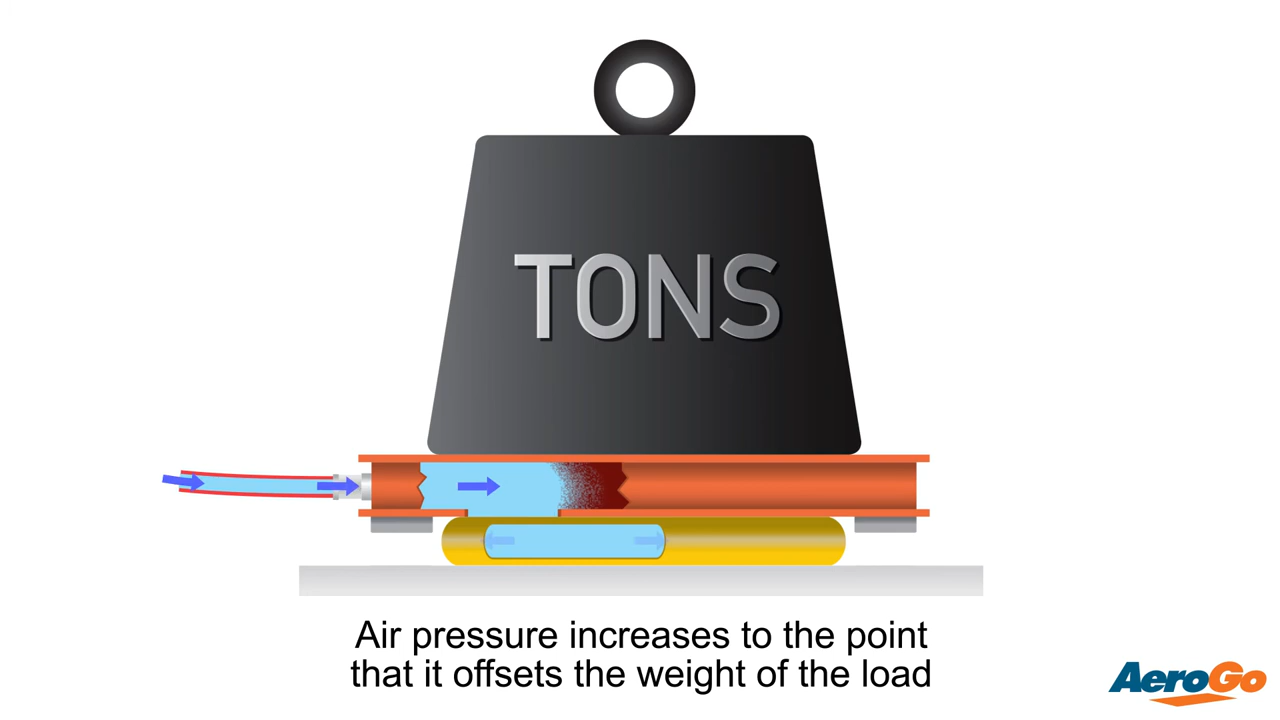 TONS
Air pressure increases to the point
that it offsets the weight of the load
AeroGo